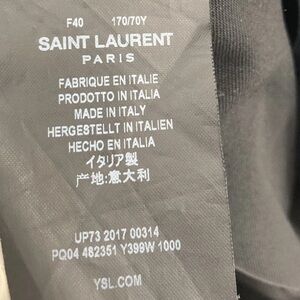 F40 170/70Y
SAINT LAURENT
PARIS
FABRIQUE EN ITALIE
PRODOTTO IN ITALIA
MADE IN ITALY
HERGESTELLT IN ITALIEN
HECHO EN ITALIA
イタリア製
产地:意大利
UP73 2017 00314
PQ04 482351 Y399W 1000
YSL.COM